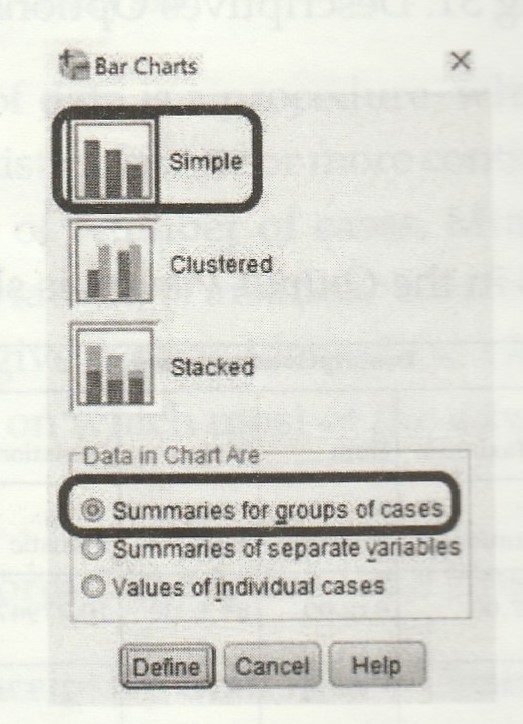 Bar Charts
Simple
Clustered
Stacked
Data in Chart Are
Summaries for groups of cases
Summaries of separate variables
Values of individual cases
Define Cancel Help